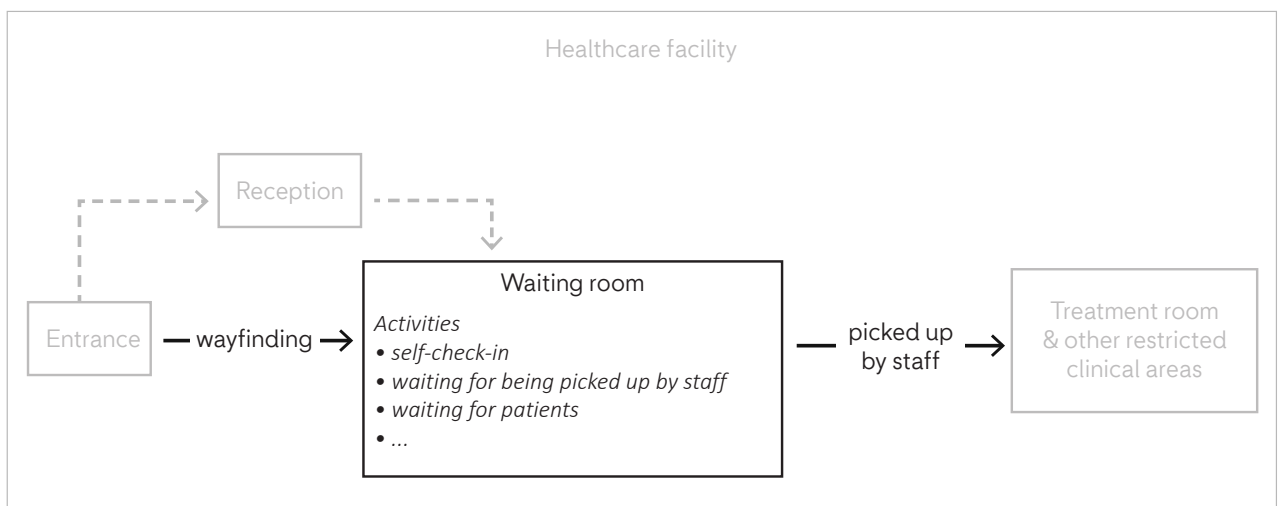 Healthcare facility
Reception
Entrance
wayfinding
Waiting room
Activities
• self-check-in
• waiting for being picked up by staff
• waiting for patients
• ...
picked up
by staff
Treatment room
& other restricted
clinical areas